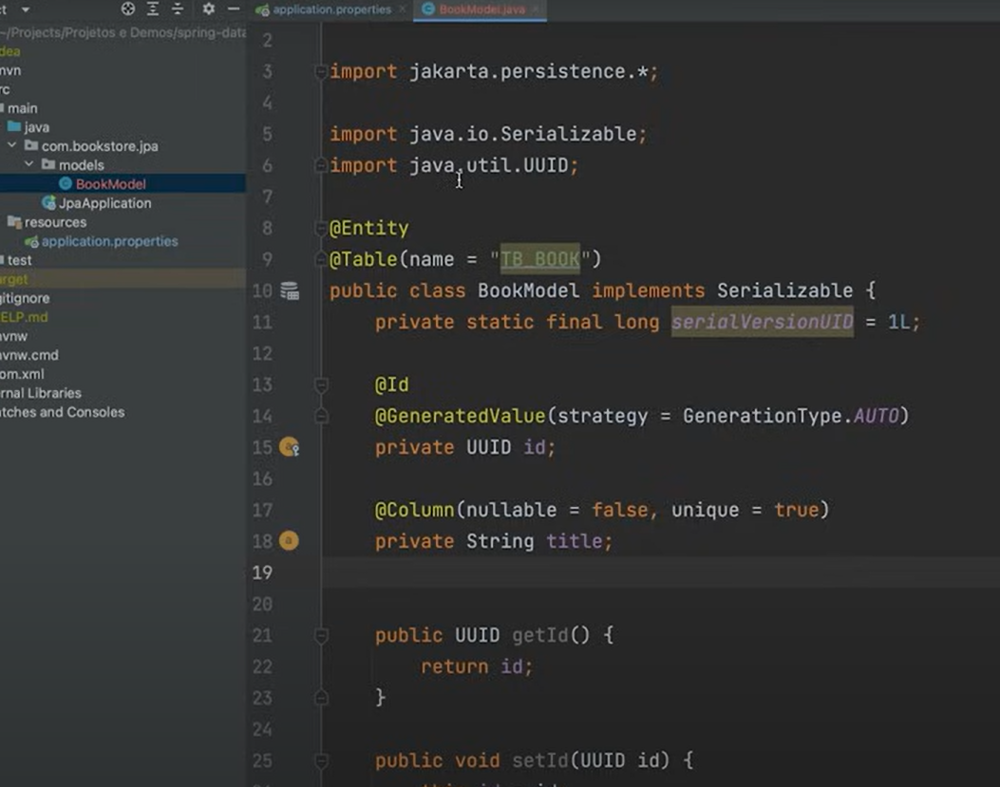 ct
application.properties
BookModel.java
~/Projects/Projetos e Demos/spring-data
dea
mvn
rc
main
java
com.bookstore.jpa
models
BookModel
JpaApplication
resources
application.properties
test
arget
gitignore
ELP.md
nvnw
nvnw.cmd
om.xml
rnal Libraries
atches and Consoles
2
3 import jakarta.persistence.*;
4
5 import java.io.Serializable;
6 import java.util.UUID;
7
8 @Entity
9 @Table(name = "TB_BOOK")
10 public class BookModel implements Serializable {
11 private static final long serialVersionUID = 1L;
12
13 @Id
14 @GeneratedValue(strategy = GenerationType.AUTO)
15 private UUID id;
16
17 @Column(nullable = false, unique = true)
18 private String title;
19
20
21 public UUID getId() {
22 return id;
23 }
24
25 public void setId(UUID id) {